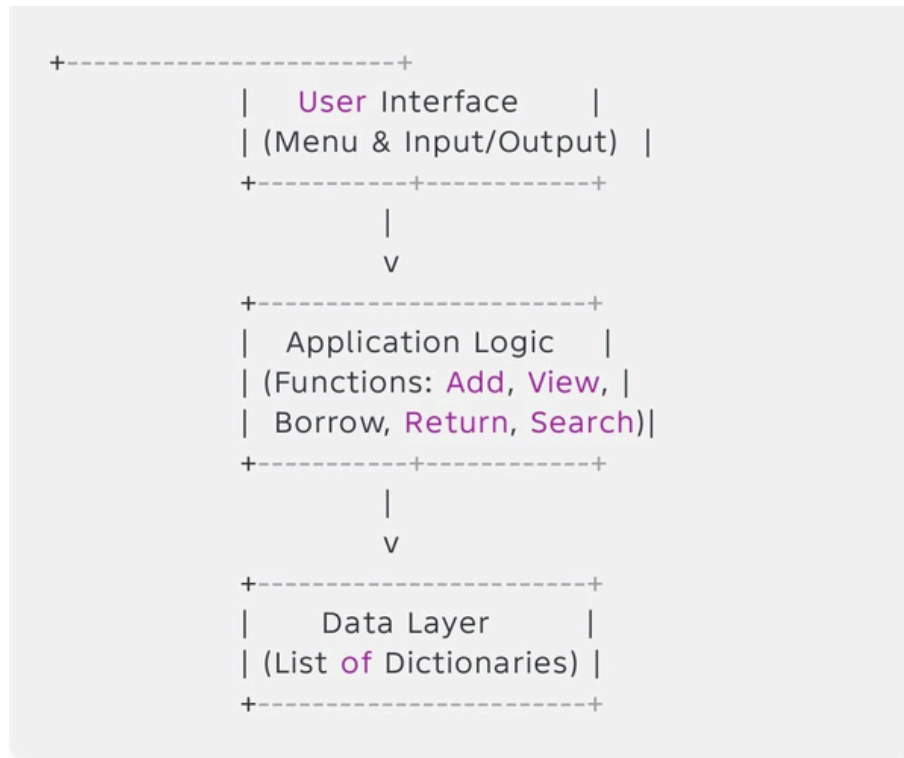 +------------------------+
|   User Interface      |
| (Menu & Input/Output)  |
+-----------+------------+
|
v
+------------------------+
|  Application Logic    |
| (Functions: Add, View, |
|  Borrow, Return, Search)|
+-----------+------------+
|
v
+------------------------+
|     Data Layer        |
| (List of Dictionaries) |
+------------------------+